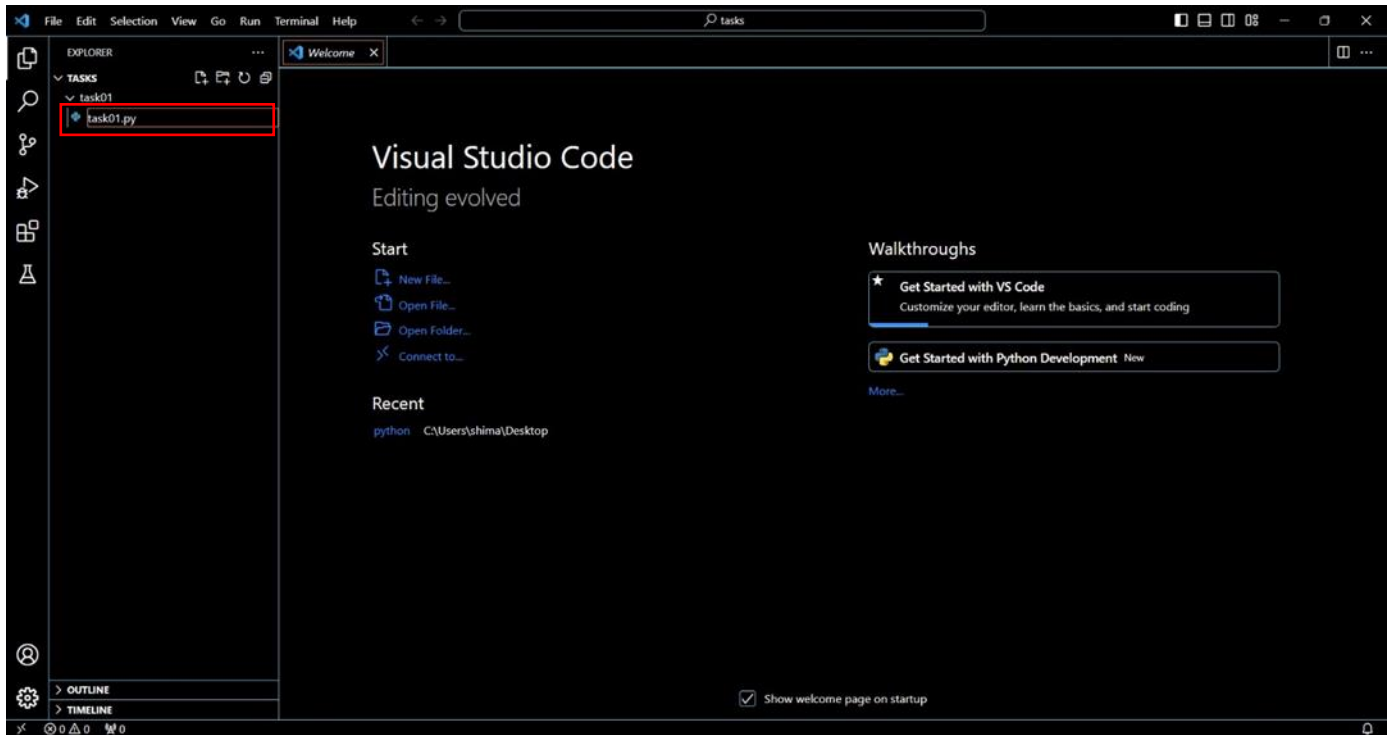 File Edit Selection View Go Run Terminal Help
tasks
EXPLORER
Welcome
TASKS
task01
task01.py
Visual Studio Code
Editing evolved
Start
New File...
Open File...
Open Folder...
Connect to...
Recent
python C:\Users\shima\Desktop
Walkthroughs
Get Started with VS Code
Customize your editor, learn the basics, and start coding
Get Started with Python Development New
More...
OUTLINE
TIMELINE
Show welcome page on startup
0 0 0